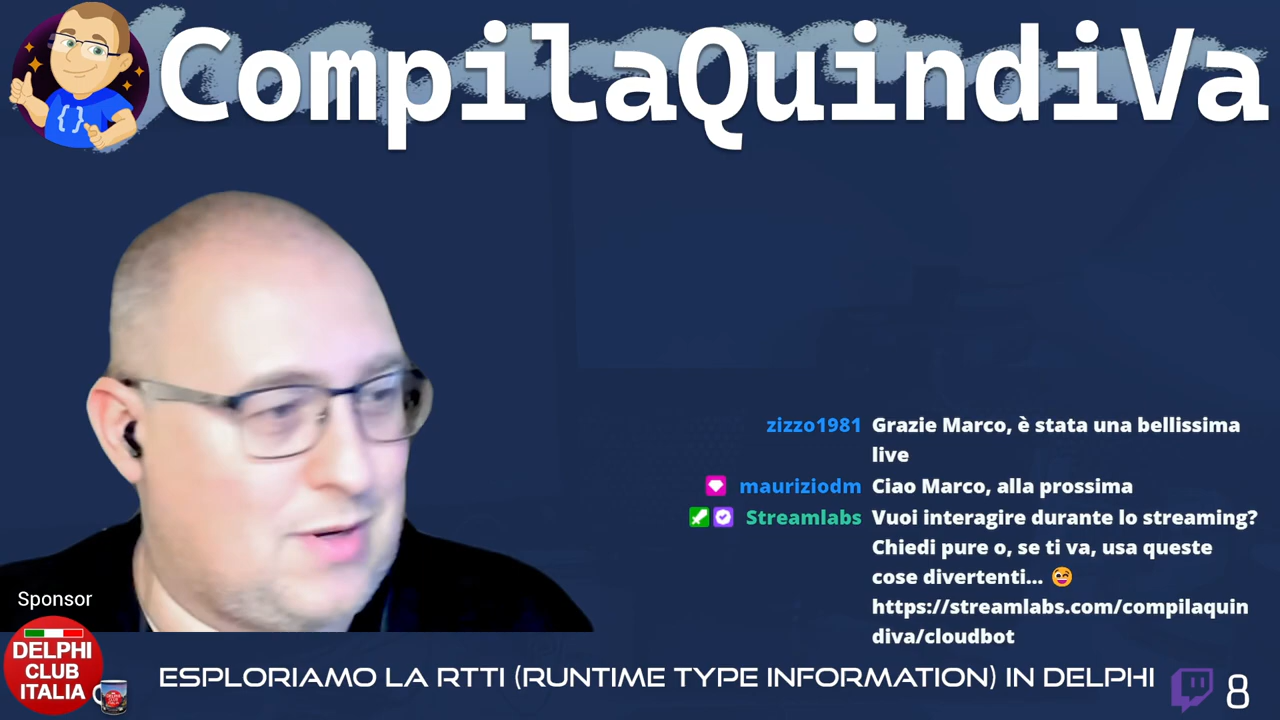 CompilaQuindiVa
{}
zizzo1981 Grazie Marco, è stata una bellissima
live
mauriziodm Ciao Marco, alla prossima
Streamlabs Vuoi interagire durante lo streaming?
Chiedi pure o, se ti va, usa queste
cose divertenti... 😄
https://streamlabs.com/compilaquin
diva/cloudbot
Sponsor
DELPHI
CLUB
ITALIA
ESPLORIAMO LA RTTI (RUNTIME TYPE INFORMATION) IN DELPHI
8